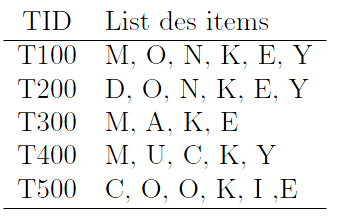 TID List des items
T100 M, O, N, K, E, Y
T200 D, O, N, K, E, Y
T300 M, A, K, E
T400 M, U, C, K, Y
T500 C, O, O, K, I ,E